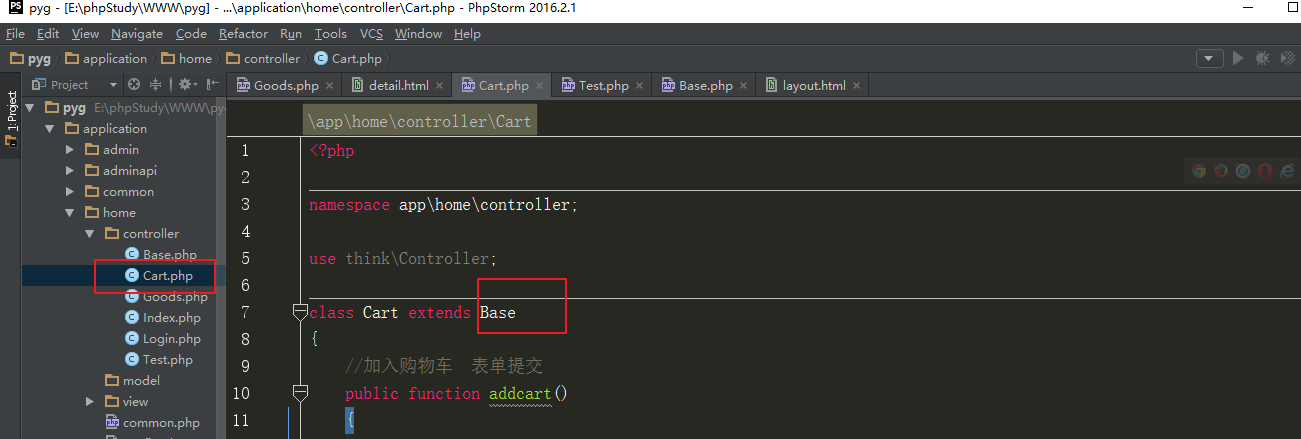 pyg - [E:\phpStudy\WWW\pyg] - ...\application\home\controller\Cart.php - PhpStorm 2016.2.1
File Edit View Navigate Code Refactor Run Tools VCS Window Help
pyg application home controller Cart.php
Project
Goods.php detail.html Cart.php Test.php Base.php layout.html
1: Project
pyg E:\phpStudy\WWW\pyg
application
admin
adminapi
common
home
controller
Base.php
Cart.php
Goods.php
Index.php
Login.php
Test.php
model
view
common.php
\app\home\controller\Cart
1 <?php
2
3 namespace app\home\controller;
4
5 use think\Controller;
6
7 class Cart extends Base
8 {
9 //加入购物车 表单提交
10 public function addcart()
11 {